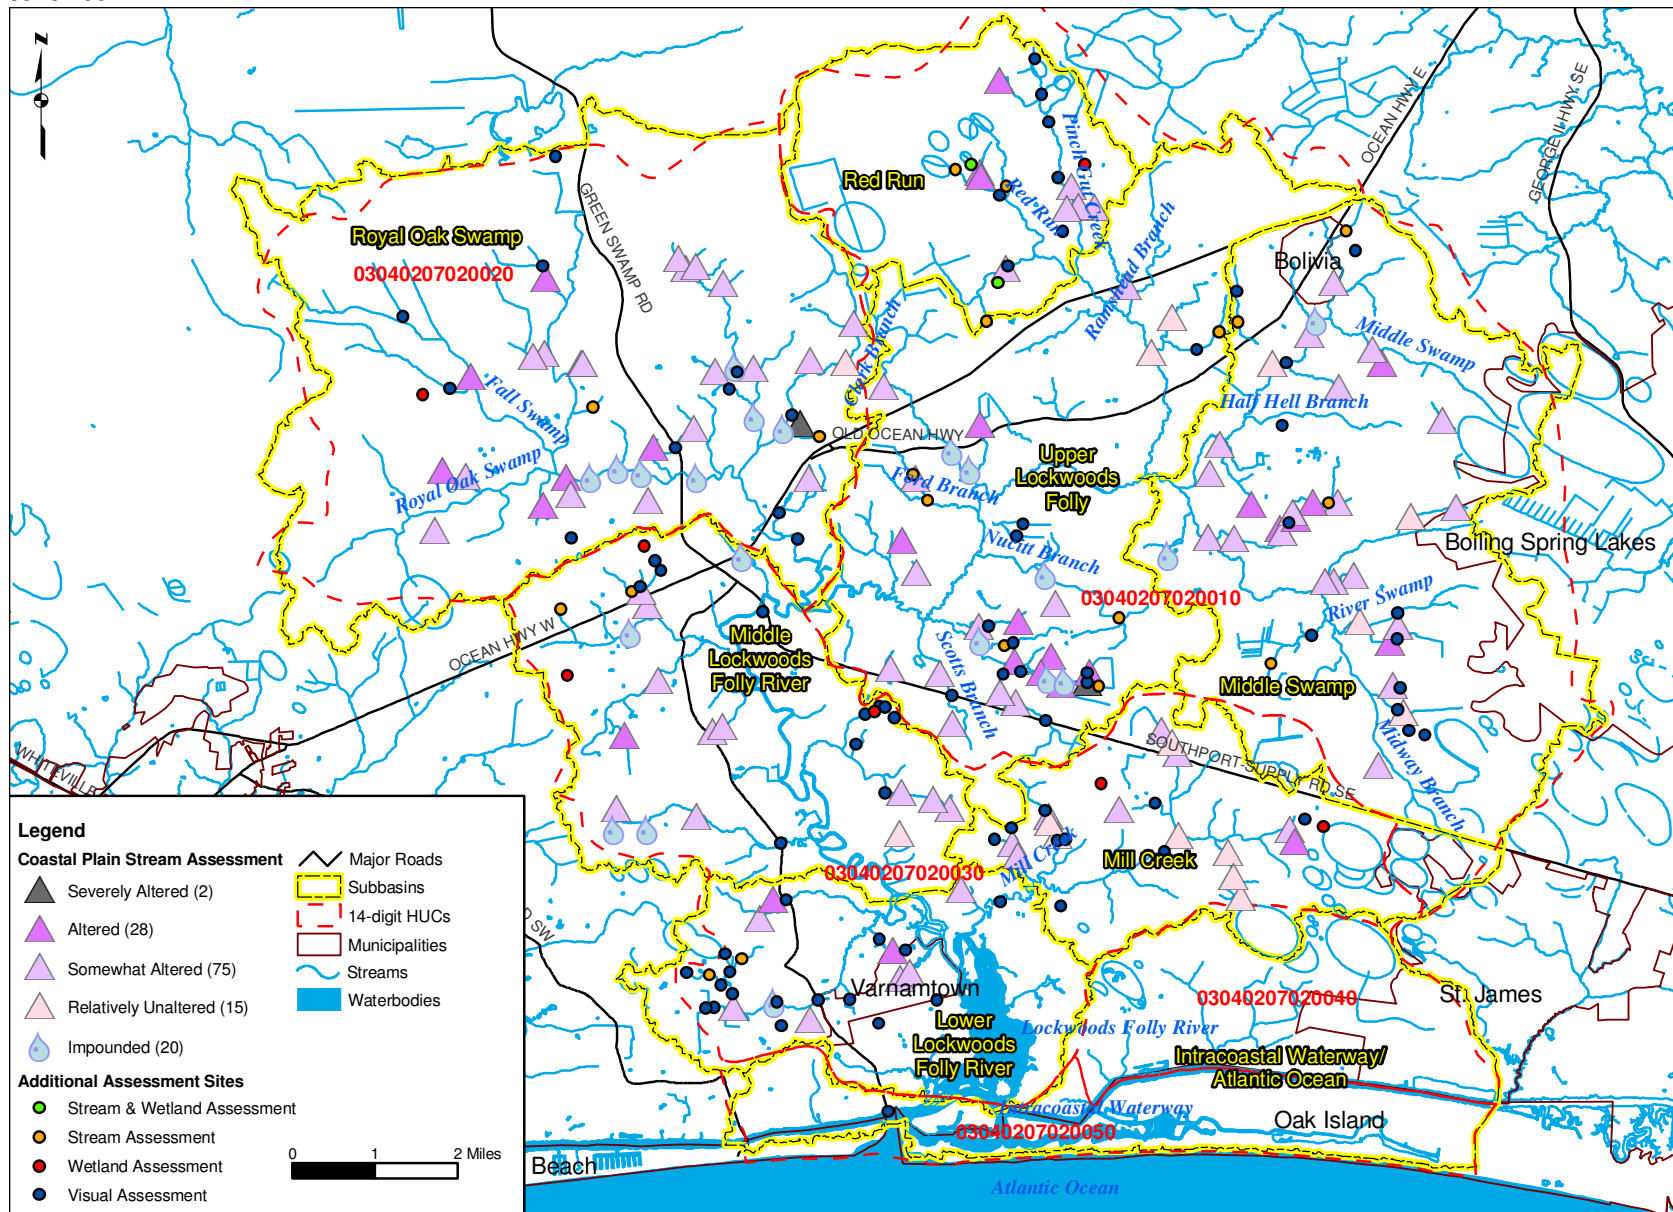 z
OCEAN HWY E
GEORGE II HWY SE
Pinch Gut Creek
Red Run
Red Run
GREEN SWAMP RD
Royal Oak Swamp
03040207020020
Ramshead Branch
Bolivia
Clark Branch
Middle Swamp
Fall Swamp
Half Hell Branch
OLD OCEAN HWY
Upper
Lockwoods
Folly
Royal Oak Swamp
Ford Branch
Nucitt Branch
Boiling Spring Lakes
03040207020010
River Swamp
OCEAN HWY W
Middle
Lockwoods
Folly River
Scotts Branch
Middle Swamp
Midway Branch
SOUTHPORT-SUPPLY RD SE
WHITEVILLE
Mill Creek
Mill Creek
03040207020030
D SW
Varnamtown
03040207020040
St. James
Lower
Lockwoods
Folly River
Lockwoods Folly River
Intracoastal Waterway/
Atlantic Ocean
Intracoastal Waterway
Oak Island
03040207020050
Beach
Atlantic Ocean
Legend
Coastal Plain Stream Assessment
Severely Altered (2)
Altered (28)
Somewhat Altered (75)
Relatively Unaltered (15)
Impounded (20)
Major Roads
Subbasins
14-digit HUCs
Municipalities
Streams
Waterbodies
Additional Assessment Sites
Stream & Wetland Assessment
Stream Assessment
Wetland Assessment
Visual Assessment
0 1 2 Miles